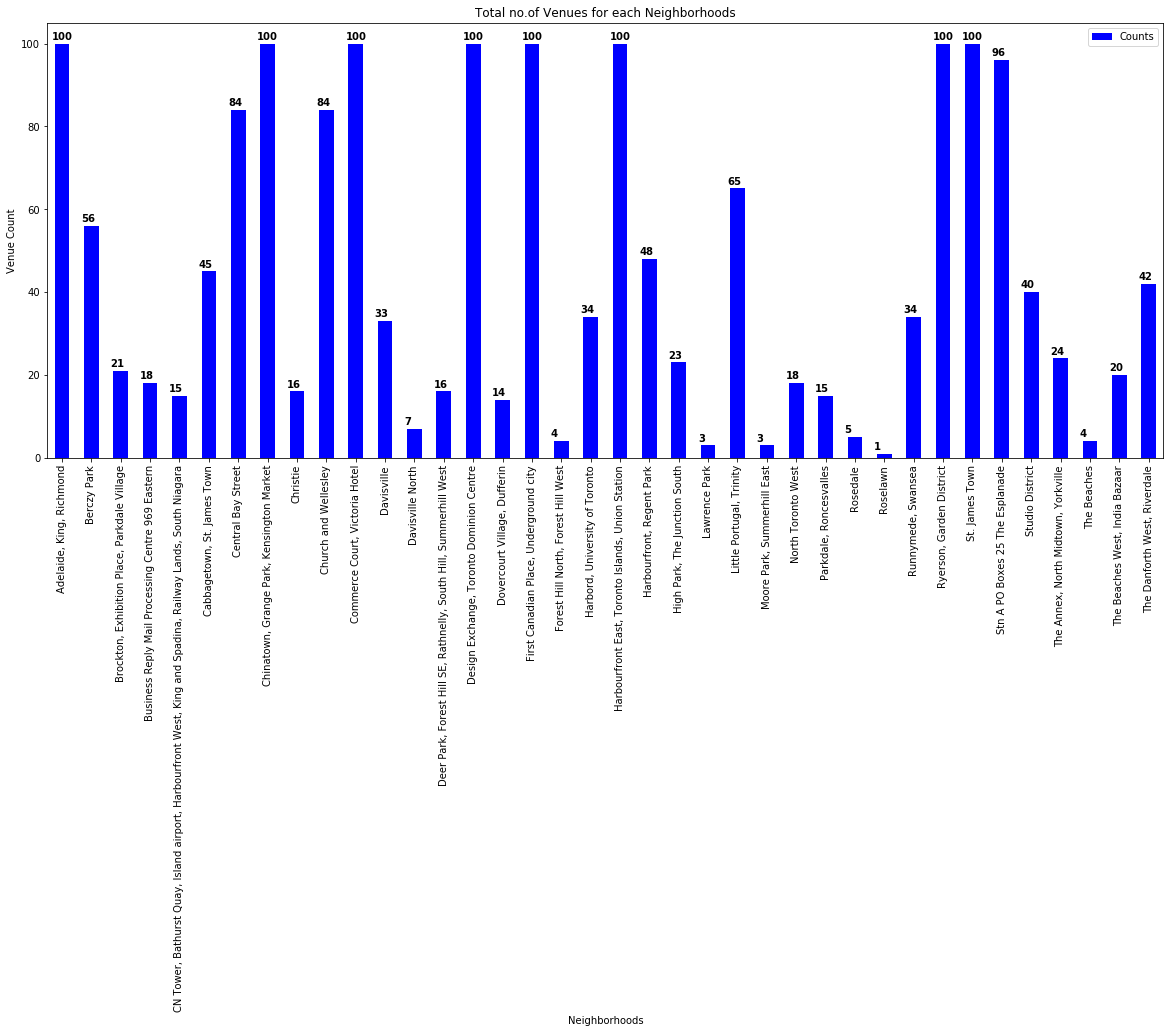 Total no.of Venues for each Neighborhoods
Counts
Venue Count
100
80
60
40
20
0
100
56
21
18
15
45
84
100
16
84
100
33
7
16
100
14
100
4
34
100
48
23
3
65
3
18
15
5
1
34
100
100
96
40
24
4
20
42
Adelaide, King, Richmond
Berczy Park
Brockton, Exhibition Place, Parkdale Village
Business Reply Mail Processing Centre 969 Eastern
CN Tower, Bathurst Quay, Island airport, Harbourfront West, King and Spadina, Railway Lands, South Niagara
Cabbagetown, St. James Town
Central Bay Street
Chinatown, Grange Park, Kensington Market
Christie
Church and Wellesley
Commerce Court, Victoria Hotel
Davisville
Davisville North
Deer Park, Forest Hill SE, Rathnelly, South Hill, Summerhill West
Design Exchange, Toronto Dominion Centre
Dovercourt Village, Dufferin
First Canadian Place, Underground city
Forest Hill North, Forest Hill West
Harbord, University of Toronto
Harbourfront East, Toronto Islands, Union Station
Harbourfront, Regent Park
High Park, The Junction South
Lawrence Park
Little Portugal, Trinity
Moore Park, Summerhill East
North Toronto West
Parkdale, Roncesvalles
Rosedale
Roselawn
Runnymede, Swansea
Ryerson, Garden District
St. James Town
Stn A PO Boxes 25 The Esplanade
Studio District
The Annex, North Midtown, Yorkville
The Beaches
The Beaches West, India Bazaar
The Danforth West, Riverdale
Neighborhoods